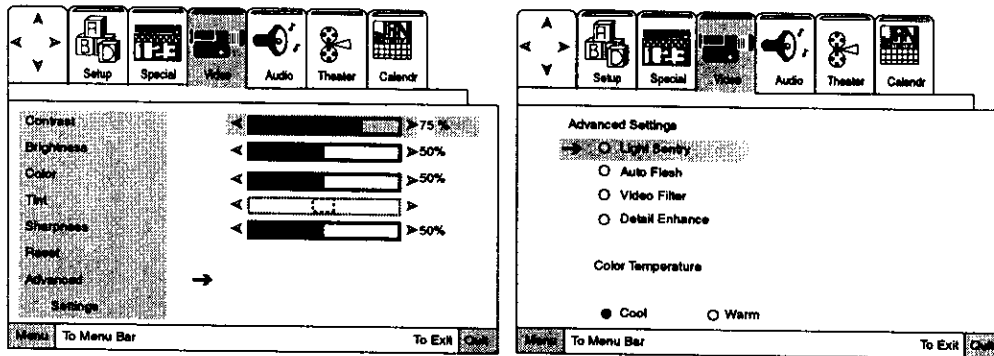 Setup Special Video Audio Theater Calendr
Contrast 75 %
Brightness 50%
Color 50%
Tint
Sharpness 50%
Reset
Advanced
Settings
Menu To Menu Bar To Exit Quit
Setup Special Video Audio Theater Calendr
Advanced Settings
Light Sentry
Auto Flesh
Video Filter
Detail Enhance
Color Temperature
Cool Warm
Menu To Menu Bar To Exit Quit